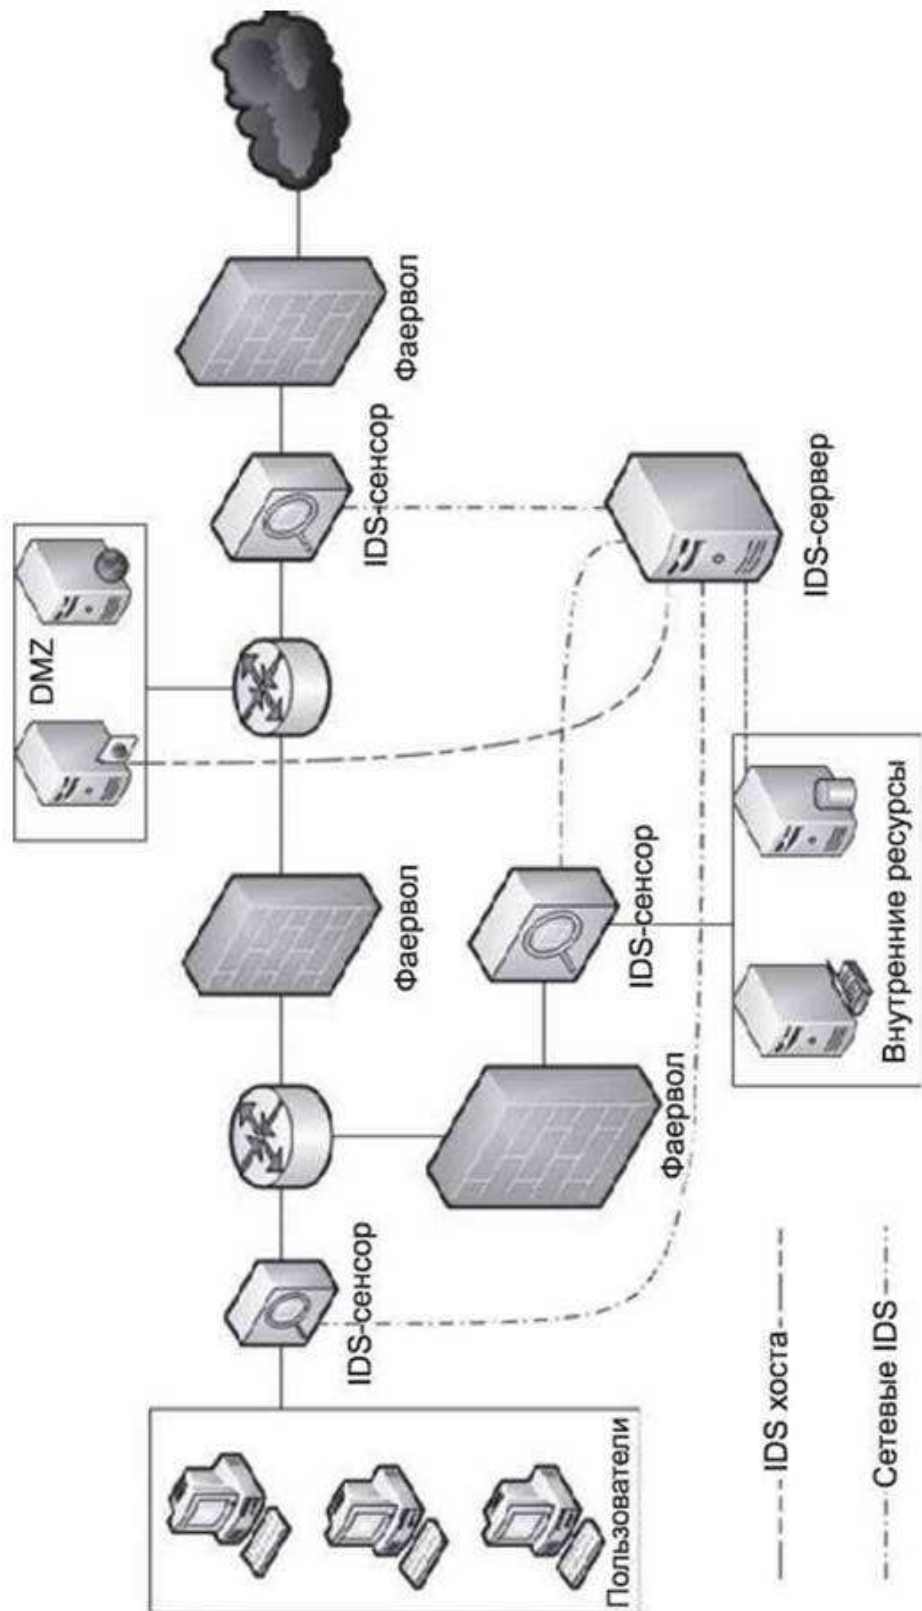 DMZ
IDS-сенсор
Фаервол
Фаервол
IDS-сенсор
Пользователи
Фаервол
IDS-сенсор
IDS-сервер
IDS хоста
Сетевые IDS
Внутренние ресурсы